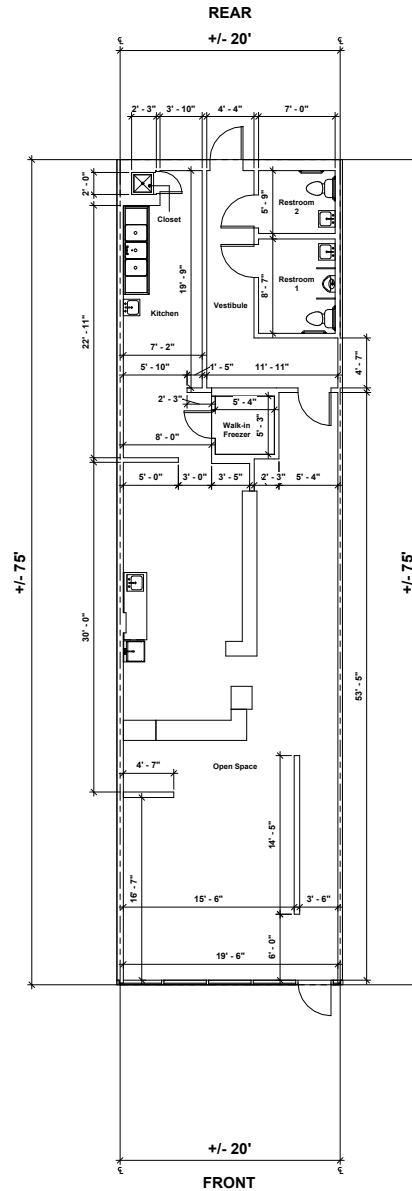 REAR
℄ ℄
+/- 20'
2' - 3" 3' - 10" 4' - 4" 7' - 0"
2' - 0"
Closet
5' - 9"
Restroom
2
19' - 9"
8' - 7"
Restroom
1
Kitchen
Vestibule
22' - 11"
7' - 2"
5' - 10" 1' - 5" 11' - 11"
4' - 7"
2' - 3" 5' - 4"
Walk-in
Freezer
5' - 3"
8' - 0"
5' - 0" 3' - 0" 3' - 5" 2' - 3" 5' - 4"
+/- 75' +/- 75'
30' - 0"
53' - 5"
Open Space
4' - 7"
14' - 5"
16' - 7"
15' - 6" 3' - 6"
6' - 0"
19' - 6"
+/- 20'
℄ ℄
FRONT